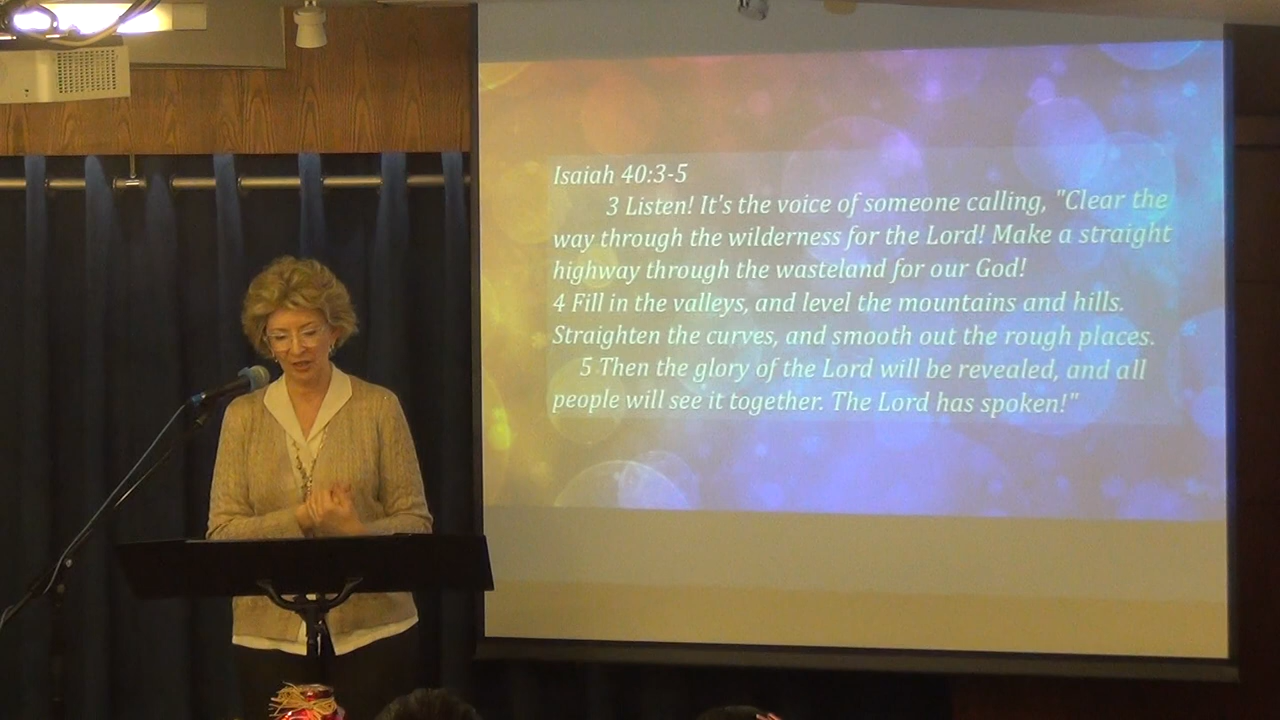 Isaiah 40:3-5
3 Listen! It's the voice of someone calling, "Clear the
way through the wilderness for the Lord! Make a straight
highway through the wasteland for our God!
4 Fill in the valleys, and level the mountains and hills.
Straighten the curves, and smooth out the rough places.
5 Then the glory of the Lord will be revealed, and all
people will see it together. The Lord has spoken!"